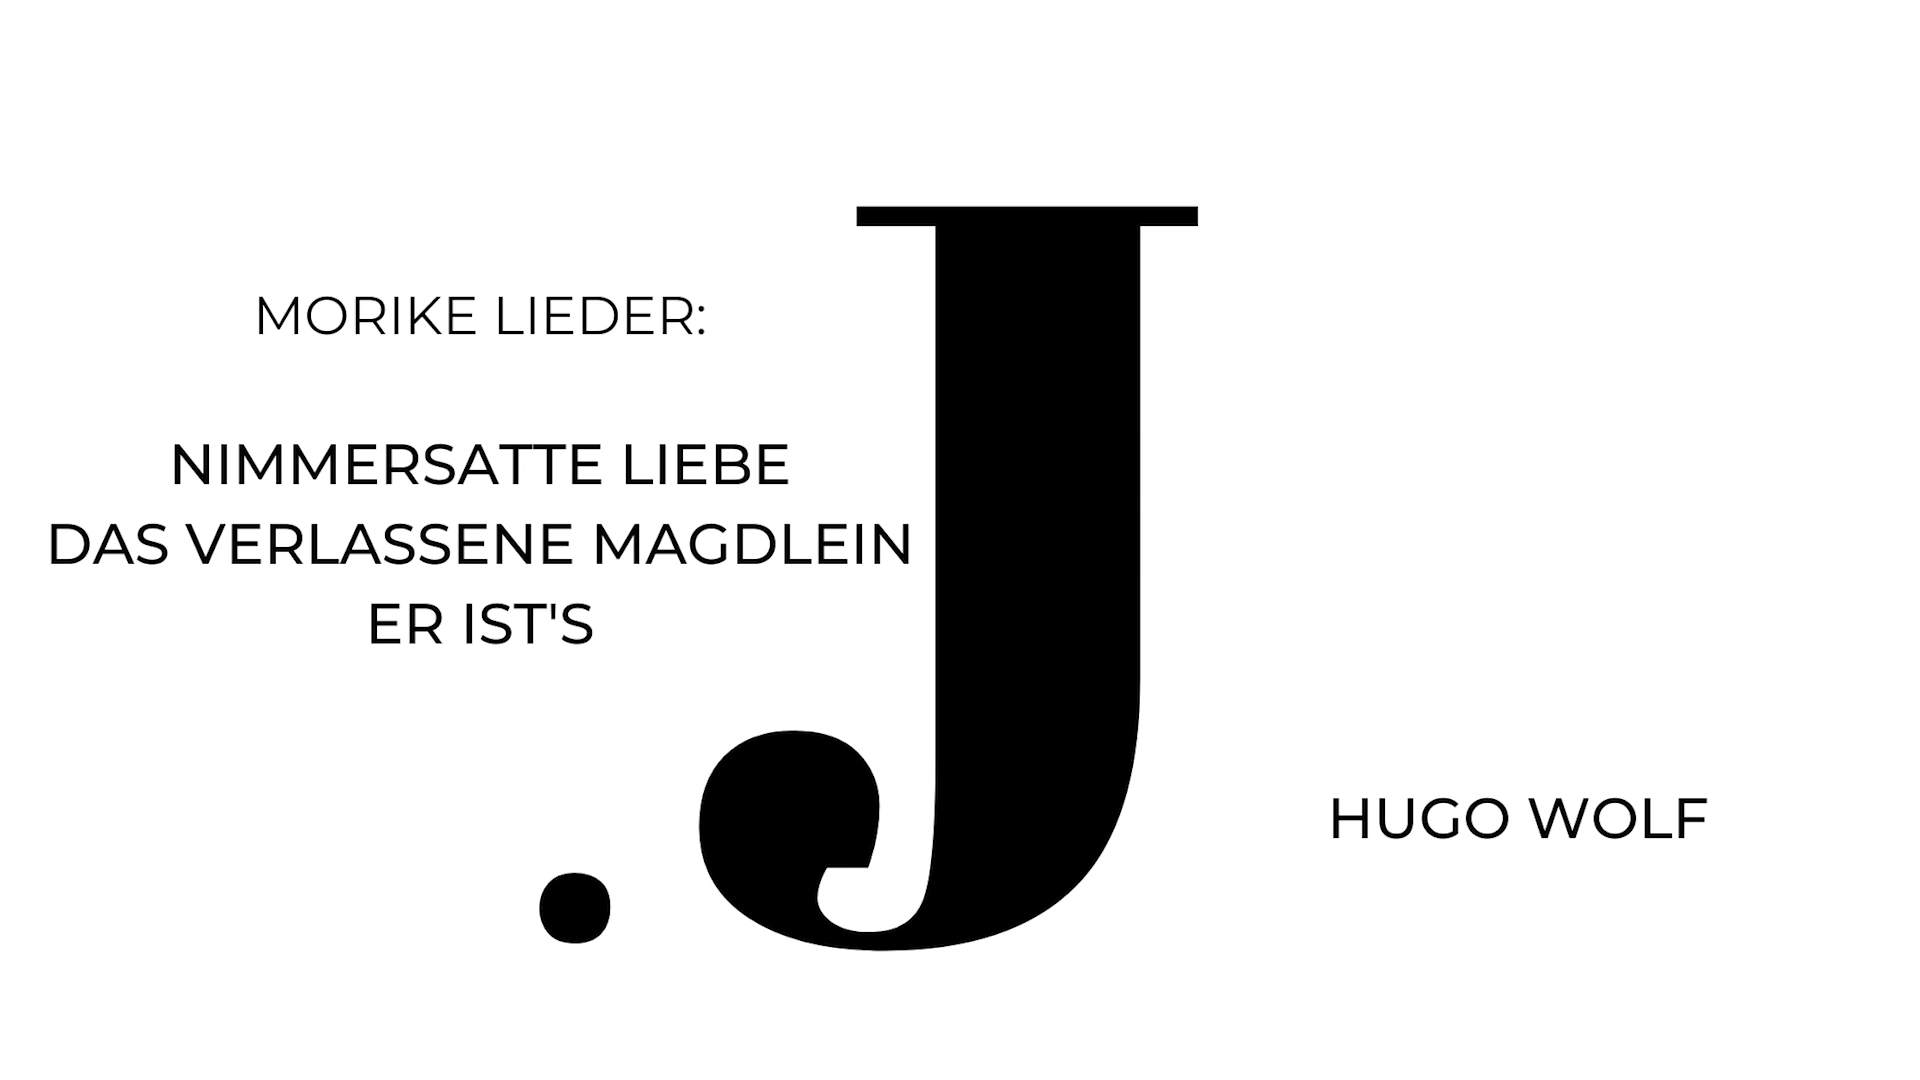 MORIKE LIEDER:
NIMMERSATTE LIEBE
DAS VERLASSENE MAGDLEIN
ER IST'S
.J
HUGO WOLF